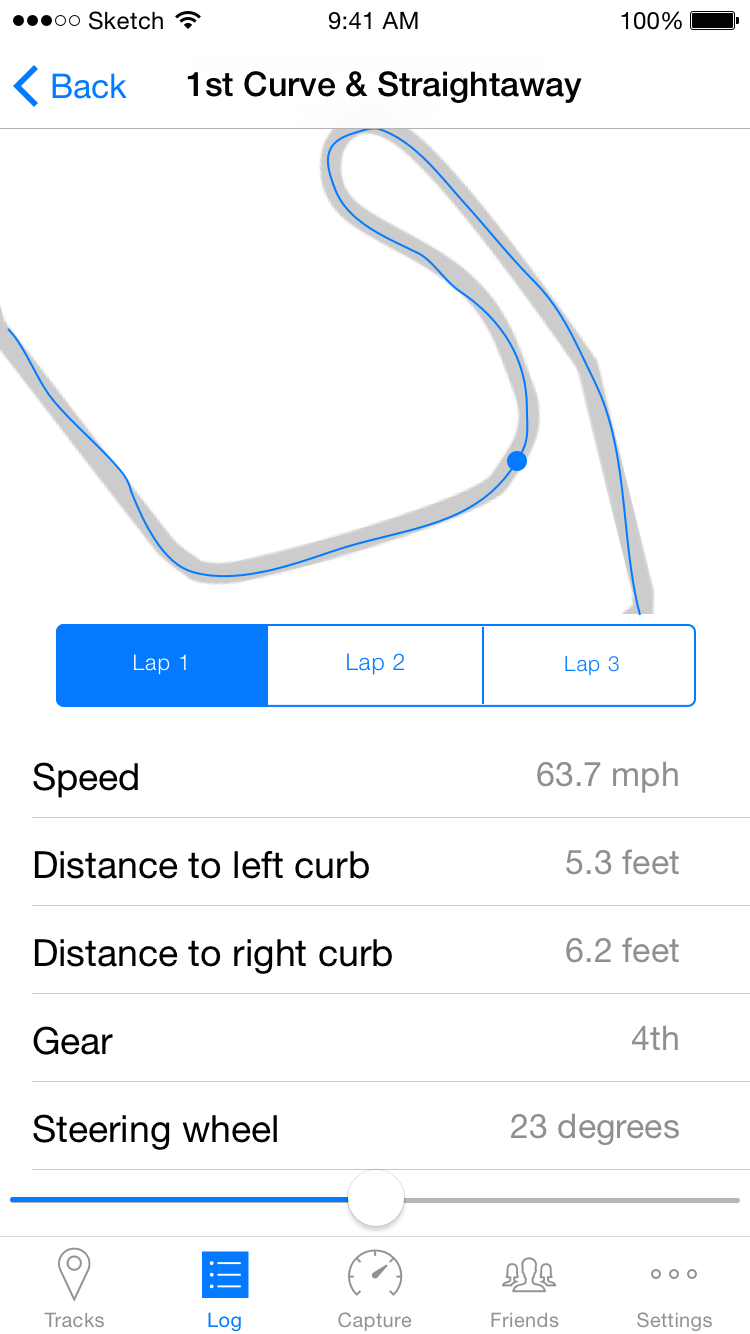 Sketch 9:41 AM 100%
Back 1st Curve & Straightaway
Lap 1 Lap 2 Lap 3
Speed 63.7 mph
Distance to left curb 5.3 feet
Distance to right curb 6.2 feet
Gear 4th
Steering wheel 23 degrees
Tracks Log Capture Friends Settings